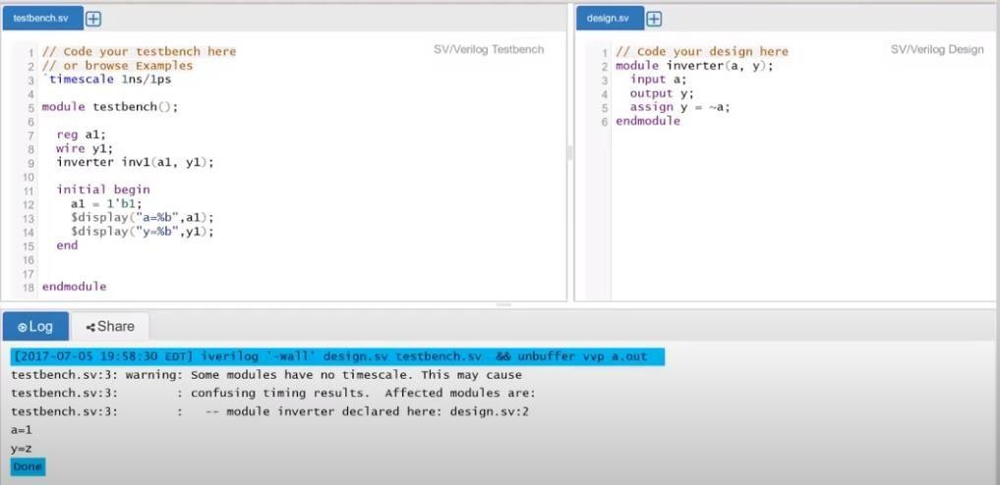 testbench.sv
SV/Verilog Testbench
1 // Code your testbench here
2 // or browse Examples
3 `timescale 1ns/1ps
4
5 module testbench();
6
7 reg a1;
8 wire y1;
9 inverter inv1(a1, y1);
10
11 initial begin
12 a1 = 1'b1;
13 $display("a=%b",a1);
14 $display("y=%b",y1);
15 end
16
17
18 endmodule
design.sv
SV/Verilog Design
1 // Code your design here
2 module inverter(a, y);
3 input a;
4 output y;
5 assign y = ~a;
6 endmodule
Log
Share
[2017-07-05 19:58:30 EDT] iverilog '-wall' design.sv testbench.sv && unbuffer vvp a.out
testbench.sv:3: warning: Some modules have no timescale. This may cause
testbench.sv:3: : confusing timing results. Affected modules are:
testbench.sv:3: : -- module inverter declared here: design.sv:2
a=1
y=z
Done